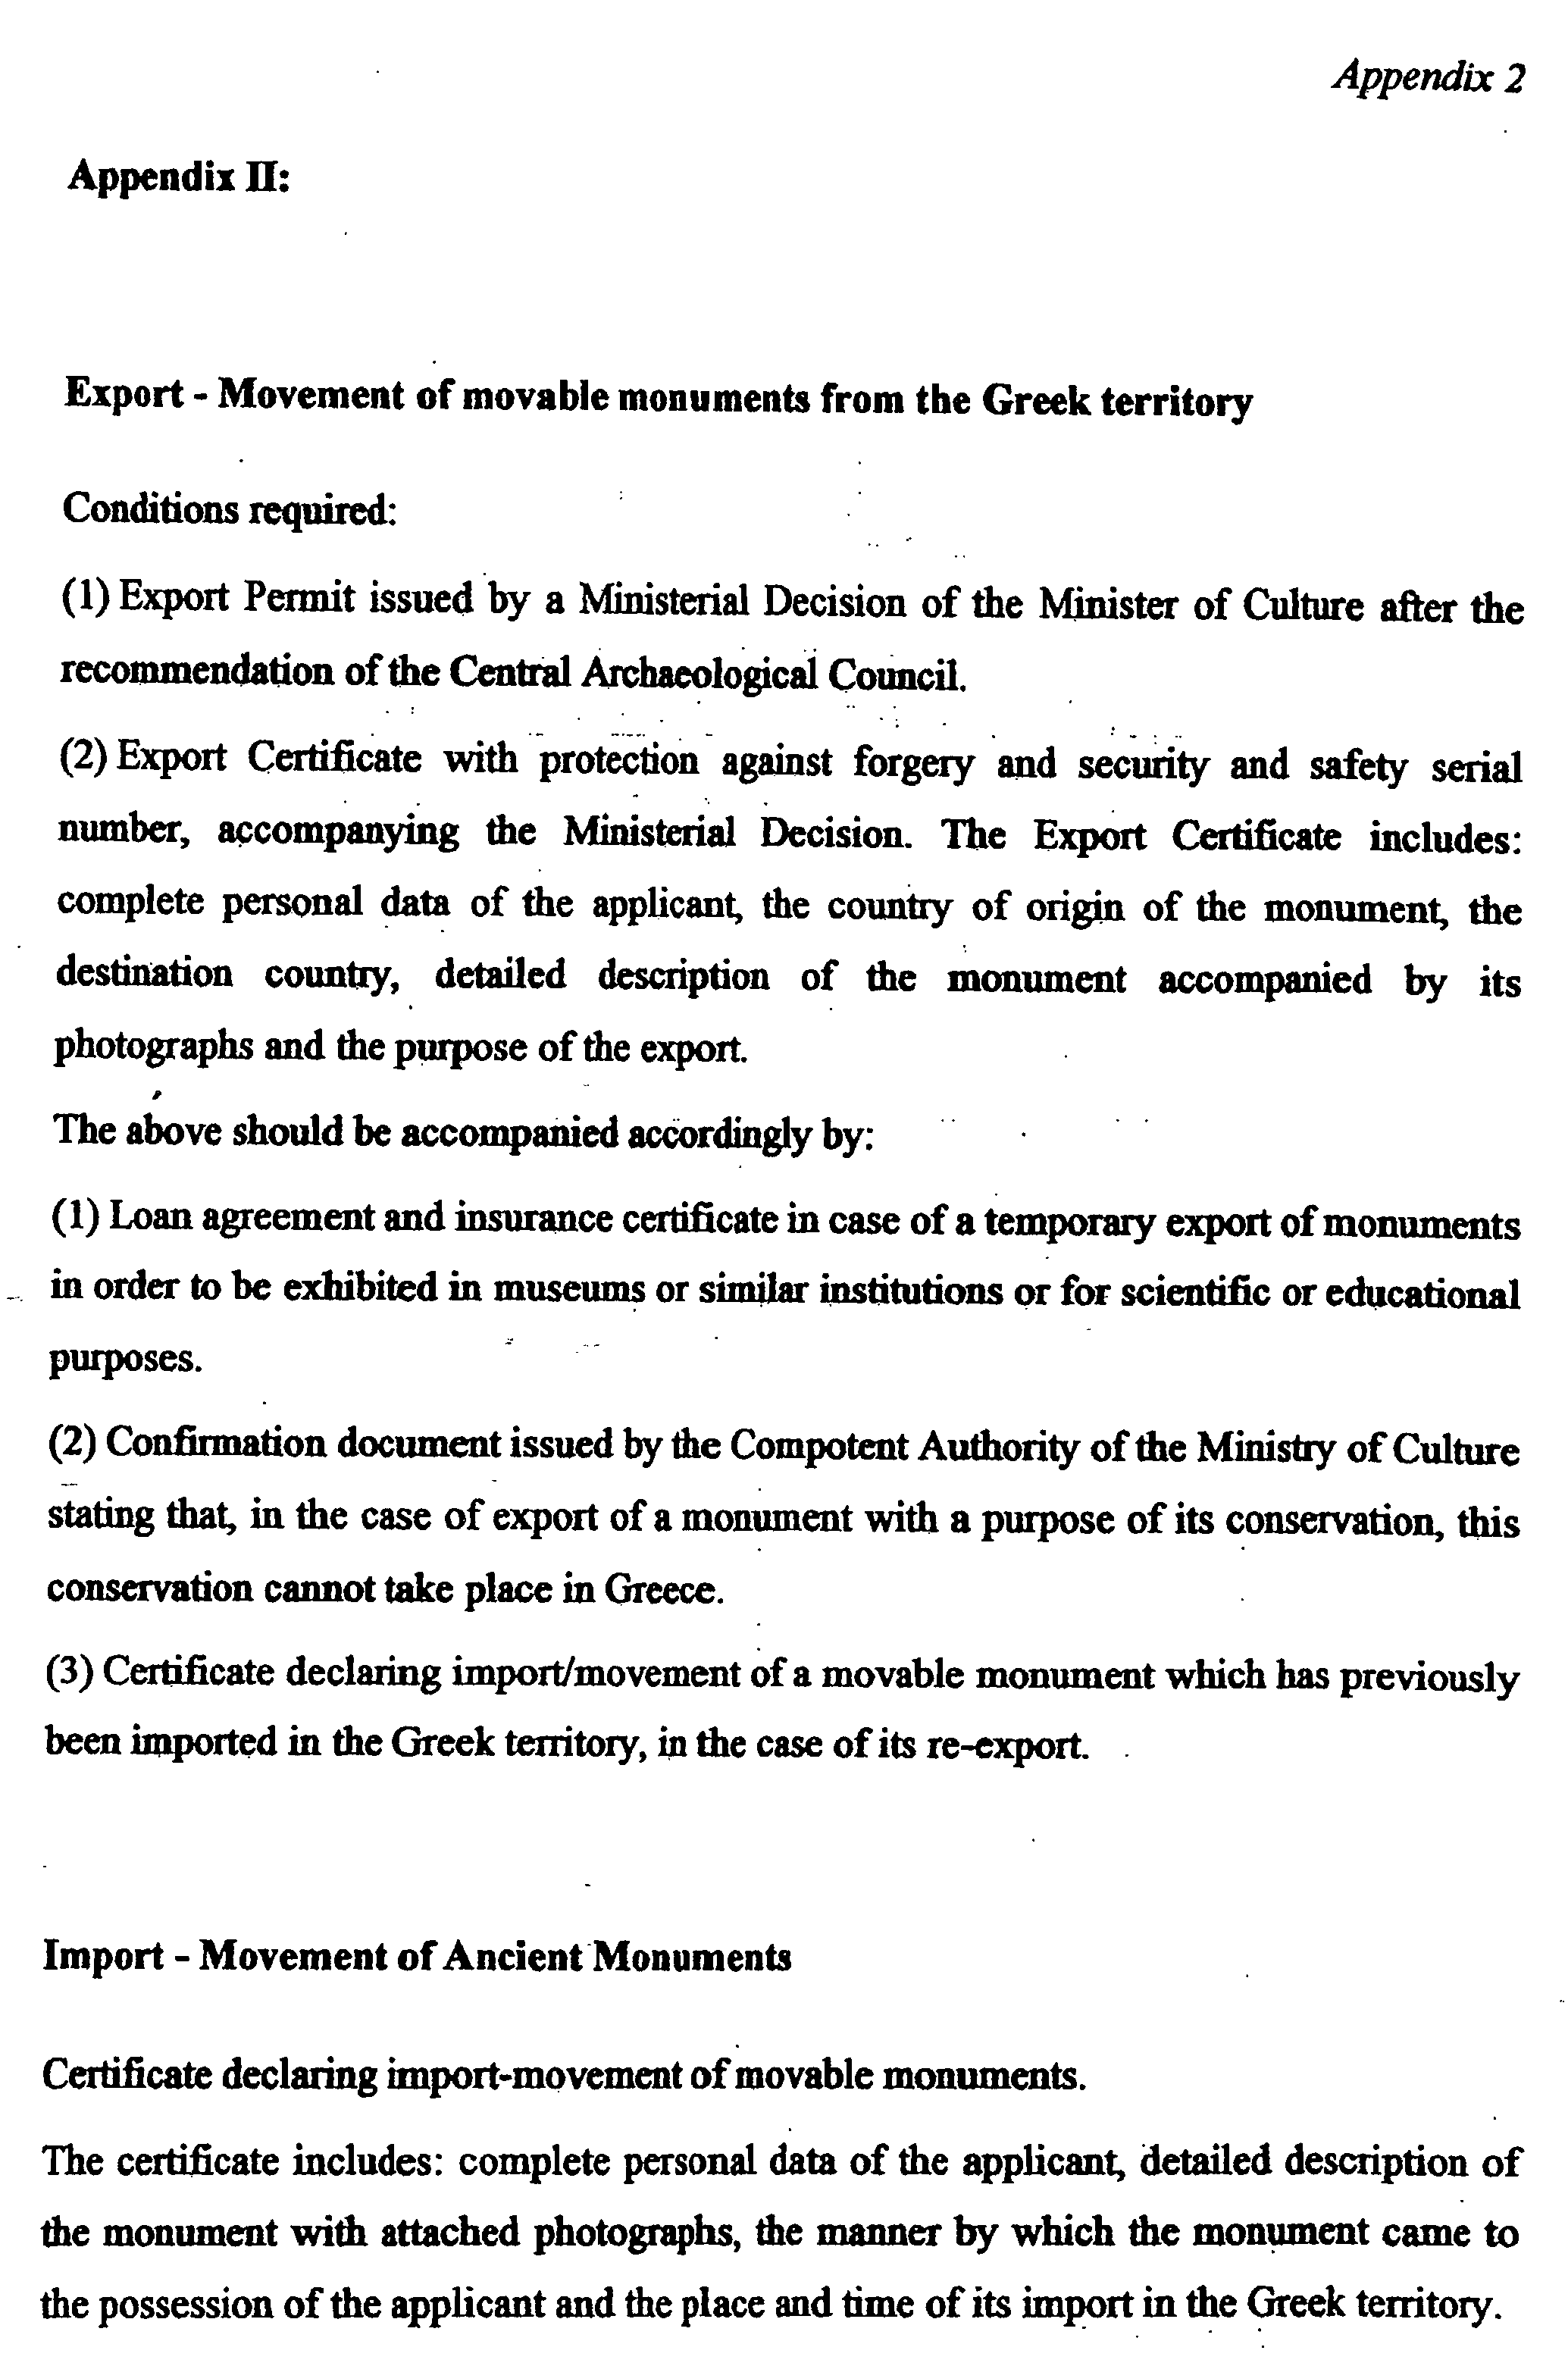 Appendix 2
Appendix II:
Export - Movement of movable monuments from the Greek territory
Conditions required:
(1) Export Permit issued by a Ministerial Decision of the Minister of Culture after the
recommendation of the Central Archaeological Council.
(2) Export Certificate with protection against forgery and security and safety serial
number, accompanying the Ministerial Decision. The Export Certificate includes:
complete personal data of the applicant, the country of origin of the monument, the
destination country, detailed description of the monument accompanied by its
photographs and the purpose of the export.
The above should be accompanied accordingly by:
(1) Loan agreement and insurance certificate in case of a temporary export of monuments
in order to be exhibited in museums or similar institutions or for scientific or educational
purposes.
(2) Confirmation document issued by the Compotent Authority of the Ministry of Culture
stating that, in the case of export of a monument with a purpose of its conservation, this
conservation cannot take place in Greece.
(3) Certificate declaring import/movement of a movable monument which has previously
been imported in the Greek territory, in the case of its re-export.
Import - Movement of Ancient Monuments
Certificate declaring import-movement of movable monuments.
The certificate includes: complete personal data of the applicant, detailed description of
the monument with attached photographs, the manner by which the monument came to
the possession of the applicant and the place and time of its import in the Greek territory.